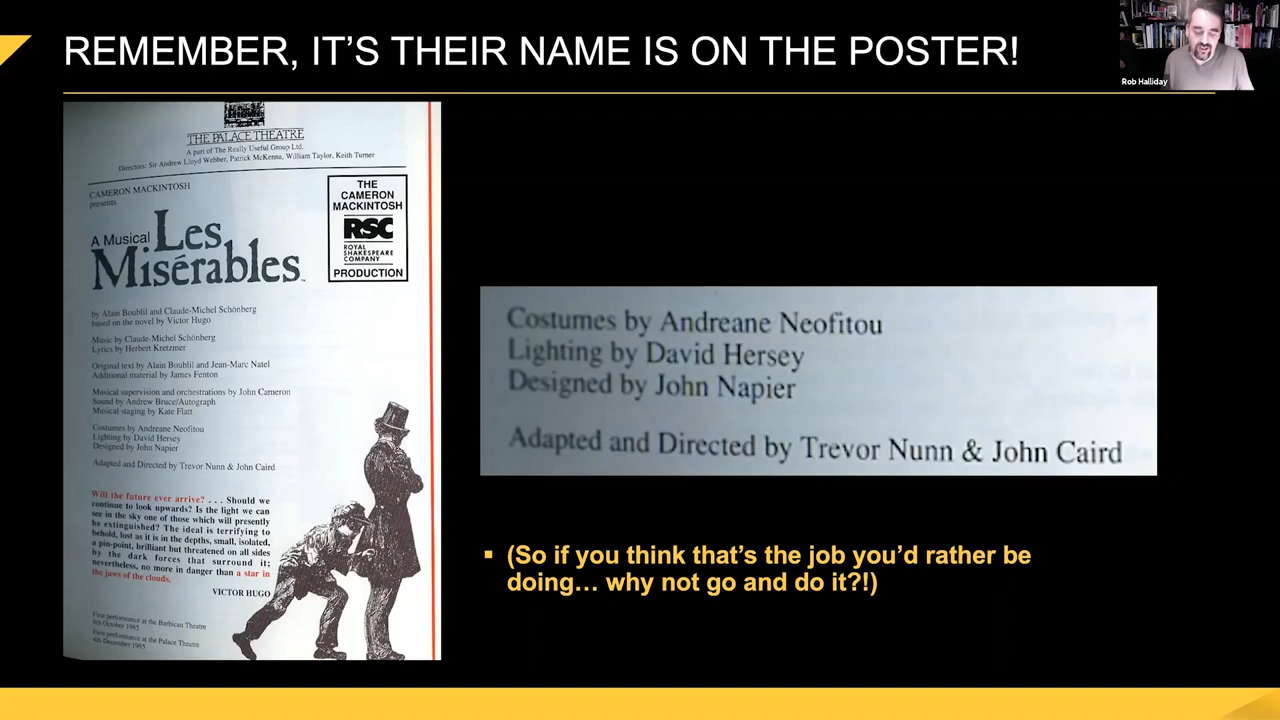 REMEMBER, IT’S THEIR NAME IS ON THE POSTER!
Rob Halliday
THE PALACE THEATRE
A part of The Really Useful Group Ltd.
Directors: Sir Andrew Lloyd Webber, Patrick McKenna, William Taylor, Keith Turner
CAMERON MACKINTOSH
presents
A Musical
Les
Misérables
THE
CAMERON
MACKINTOSH
RSC
ROYAL
SHAKESPEARE
COMPANY
PRODUCTION
by Alain Boublil and Claude-Michel Schönberg
based on the novel by Victor Hugo
Music by Claude-Michel Schönberg
Lyrics by Herbert Kretzmer
Original text by Alain Boublil and Jean-Marc Natel
Additional material by James Fenton
Musical supervision and orchestrations by John Cameron
Sound by Andrew Bruce/Autograph
Musical staging by Kate Flatt
Costumes by Andreane Neofitou
Lighting by David Hersey
Designed by John Napier
Adapted and Directed by Trevor Nunn & John Caird
Will the future ever arrive? . . . Should we
continue to look upwards? Is the light we can
see in the sky one of those which will presently
be extinguished? The ideal is terrifying to
behold, lost as it is in the depths, small, isolated,
a pin-point, brilliant but threatened on all sides
by the dark forces that surround it;
nevertheless, no more in danger than a star in
the jaws of the clouds.
VICTOR HUGO
First performance at the Barbican Theatre
8th October 1985
First performance at the Palace Theatre
4th December 1985
Costumes by Andreane Neofitou
Lighting by David Hersey
Designed by John Napier
Adapted and Directed by Trevor Nunn & John Caird
▪ (So if you think that’s the job you’d rather be
doing… why not go and do it?!)